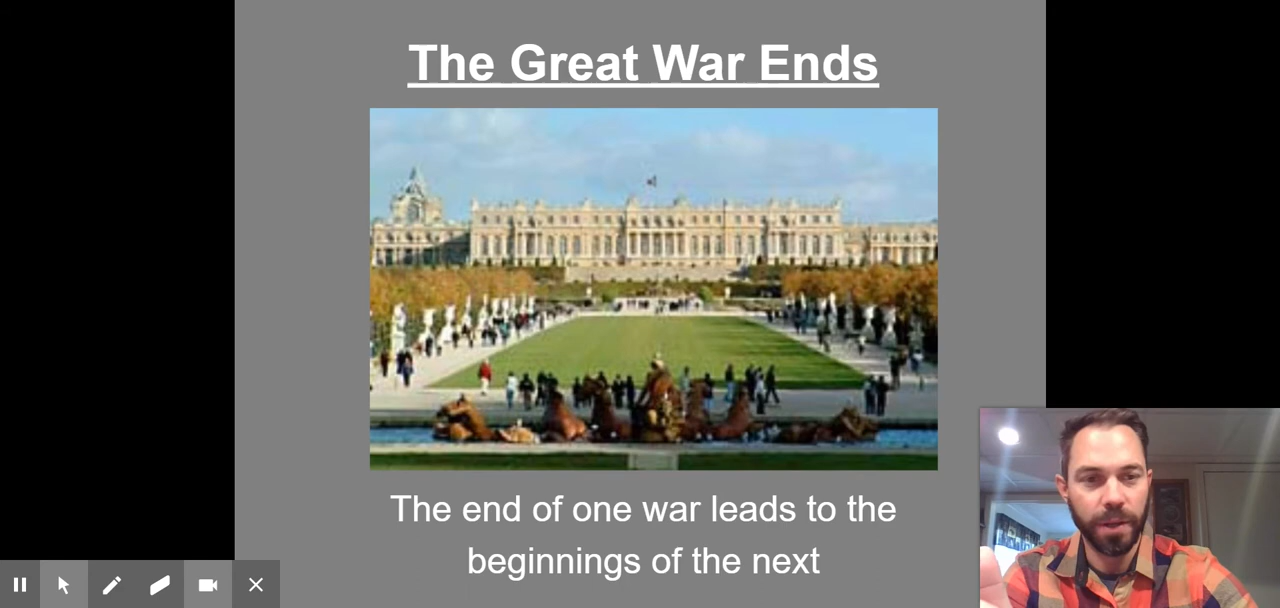 The Great War Ends
The end of one war leads to the
beginnings of the next